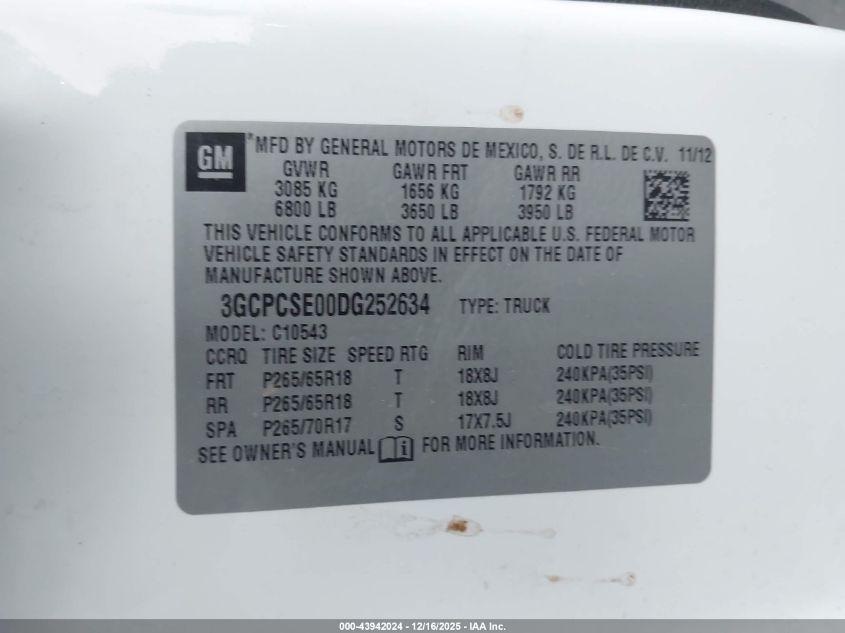 GM
*MFD BY GENERAL MOTORS DE MEXICO, S. DE R.L. DE C.V. 11/12
GVWR GAWR FRT GAWR RR
3085 KG 1656 KG 1792 KG
6800 LB 3650 LB 3950 LB
THIS VEHICLE CONFORMS TO ALL APPLICABLE U.S. FEDERAL MOTOR
VEHICLE SAFETY STANDARDS IN EFFECT ON THE DATE OF
MANUFACTURE SHOWN ABOVE.
3GCPCSE00DG252634 TYPE: TRUCK
MODEL: C10543
CCRQ TIRE SIZE SPEED RTG RIM COLD TIRE PRESSURE
FRT P265/65R18 T 18X8J 240KPA(35PSI)
RR P265/65R18 T 18X8J 240KPA(35PSI)
SPA P265/70R17 S 17X7.5J 240KPA(35PSI)
SEE OWNER'S MANUAL i FOR MORE INFORMATION.
000-43942024 - 12/16/2025 - IAA Inc.